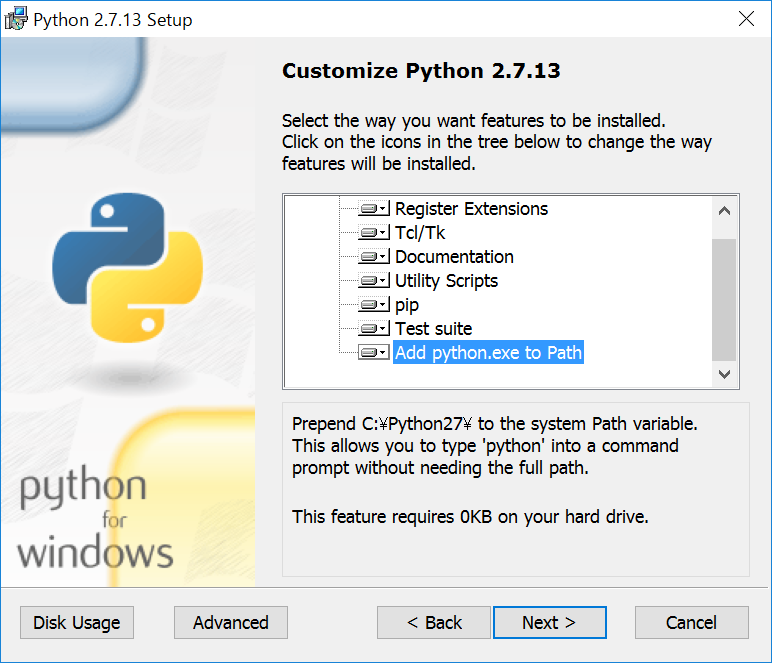 Python 2.7.13 Setup
Customize Python 2.7.13
Select the way you want features to be installed.
Click on the icons in the tree below to change the way
features will be installed.
Register Extensions
Tcl/Tk
Documentation
Utility Scripts
pip
Test suite
Add python.exe to Path
Prepend C:¥Python27¥ to the system Path variable.
This allows you to type 'python' into a command
prompt without needing the full path.
This feature requires 0KB on your hard drive.
python
for
windows
Disk Usage
Advanced
< Back
Next >
Cancel